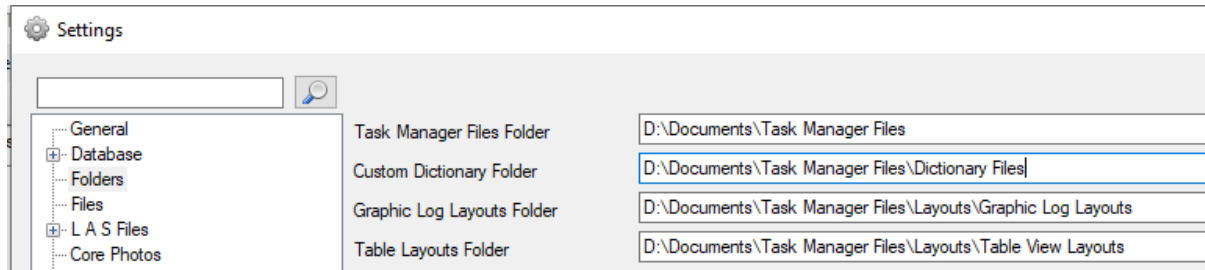 Settings
General
Database
Folders
Files
L A S Files
Core Photos
Task Manager Files Folder
D:\Documents\Task Manager Files
Custom Dictionary Folder
D:\Documents\Task Manager Files\Dictionary Files
Graphic Log Layouts Folder
D:\Documents\Task Manager Files\Layouts\Graphic Log Layouts
Table Layouts Folder
D:\Documents\Task Manager Files\Layouts\Table View Layouts